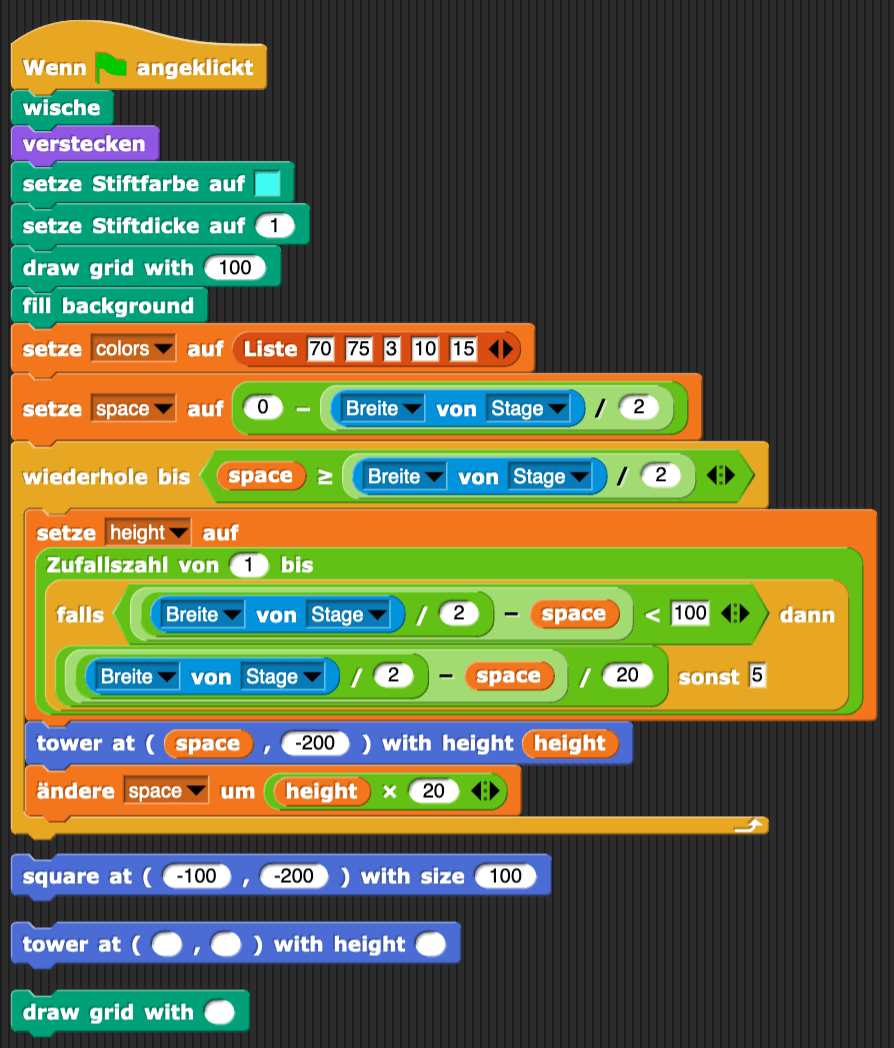 Wenn angeklickt
wische
verstecken
setze Stiftfarbe auf
setze Stiftdicke auf 1
draw grid with 100
fill background
setze colors auf Liste 70 75 3 10 15
setze space auf 0 − Breite von Stage / 2
wiederhole bis space ≥ Breite von Stage / 2
setze height auf
Zufallszahl von 1 bis
falls Breite von Stage / 2 − space < 100 dann
Breite von Stage / 2 − space / 20 sonst 5
tower at ( space , -200 ) with height height
ändere space um height × 20
square at ( -100 , -200 ) with size 100
tower at ( , ) with height
draw grid with